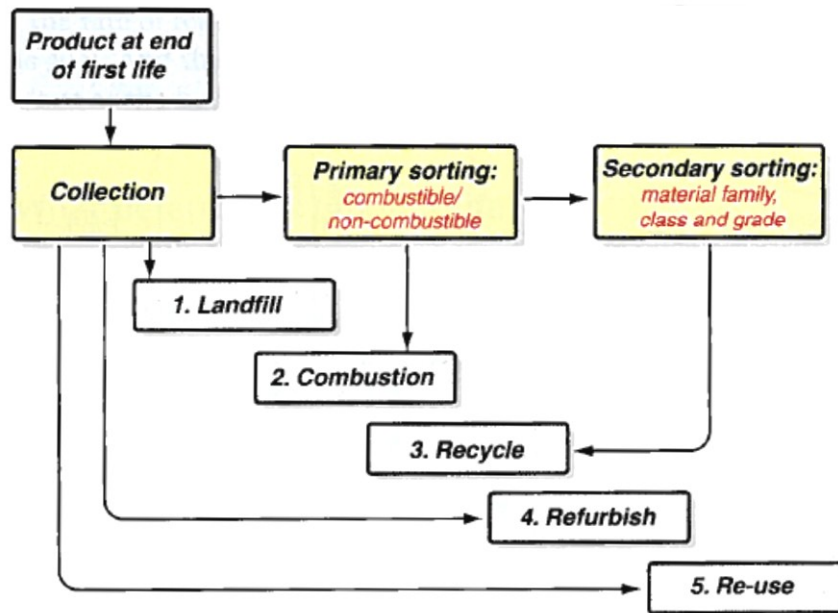 Product at end
of first life
Collection
Primary sorting:
combustible/
non-combustible
Secondary sorting:
material family,
class and grade
1. Landfill
2. Combustion
3. Recycle
4. Refurbish
5. Re-use